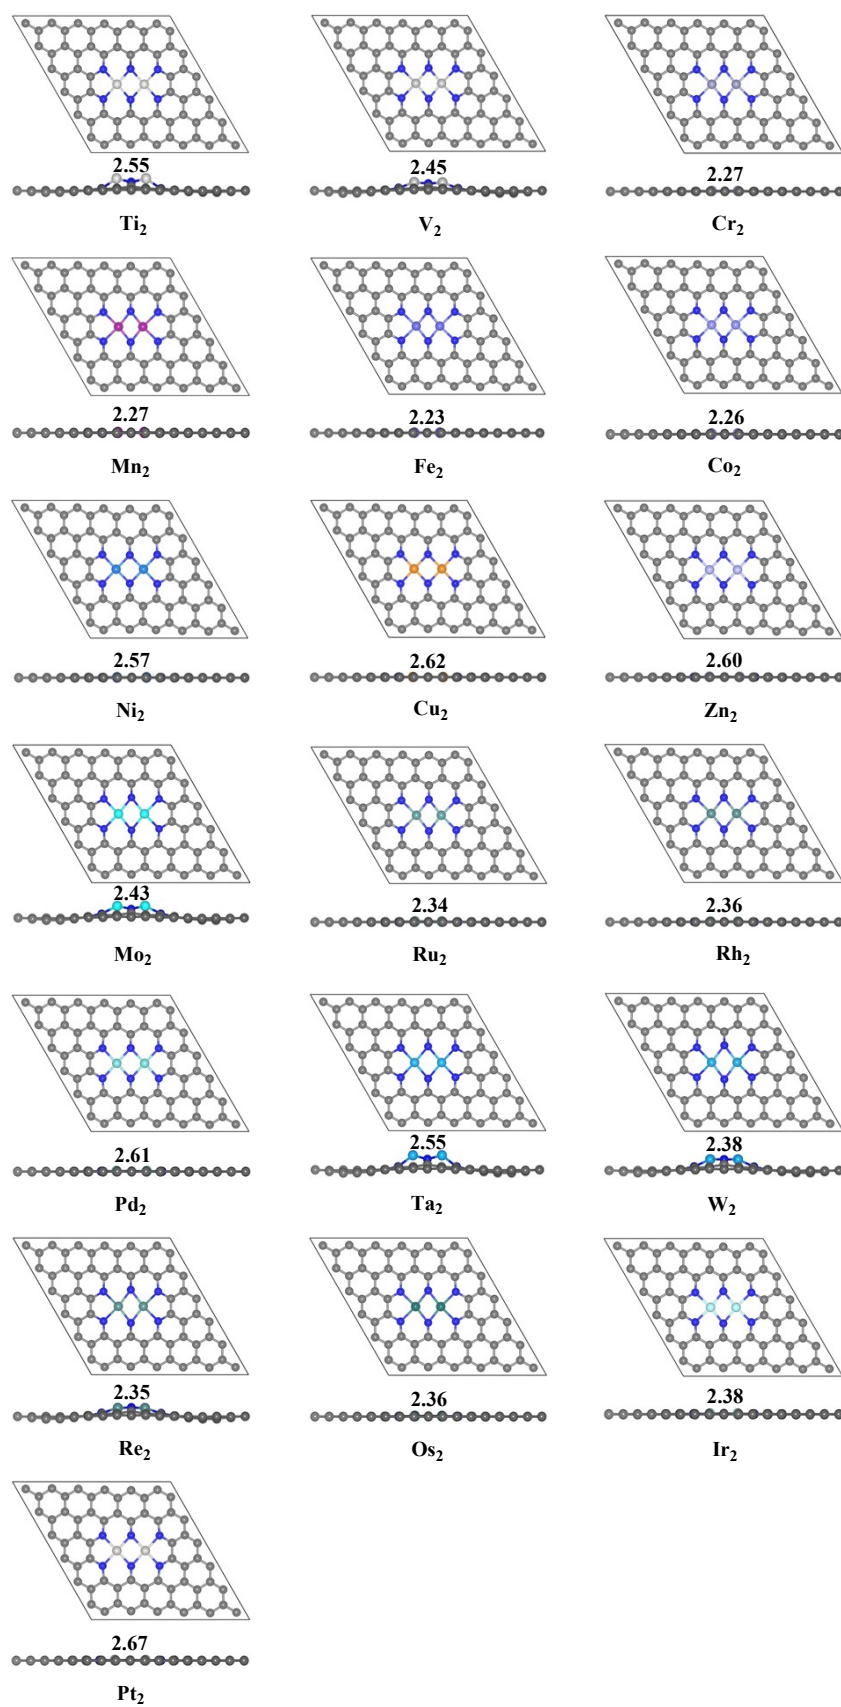 2.55 2.45 2.27
Ti₂ V₂ Cr₂
2.27 2.23 2.26
Mn₂ Fe₂ Co₂
2.57 2.62 2.60
Ni₂ Cu₂ Zn₂
2.43 2.34 2.36
Mo₂ Ru₂ Rh₂
2.61 2.55 2.38
Pd₂ Ta₂ W₂
2.35 2.36 2.38
Re₂ Os₂ Ir₂
2.67
Pt₂